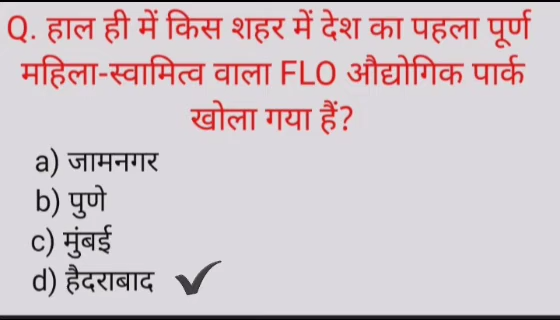 Q. हाल ही में किस शहर में देश का पहला पूर्ण
महिला-स्वामित्व वाला FLO औद्योगिक पार्क
खोला गया हैं?
a) जामनगर
b) पुणे
c) मुंबई
d) हैदराबाद